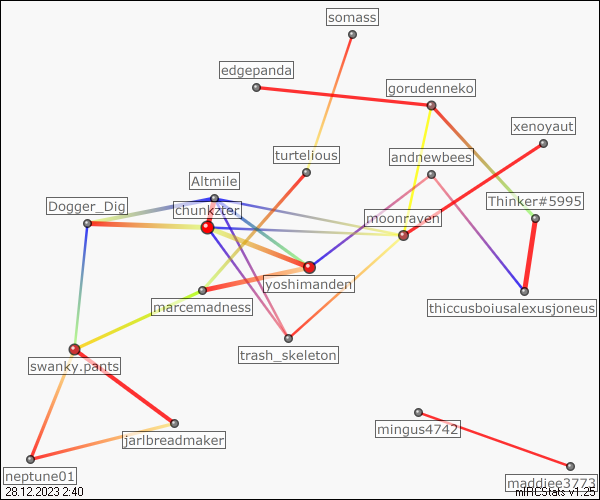 somass
edgepanda
gorudenneko
xenoyaut
turtelious
andnewbees
Altmile
Dogger_Dig
chunkzter
Thinker#5995
moonraven
yoshimanden
marcemadness
thiccusboiusalexusjoneus
trash_skeleton
swanky.pants
mingus4742
jarlbreadmaker
neptune01
maddiee3773
28.12.2023 2:40
mIRCStats v1.25